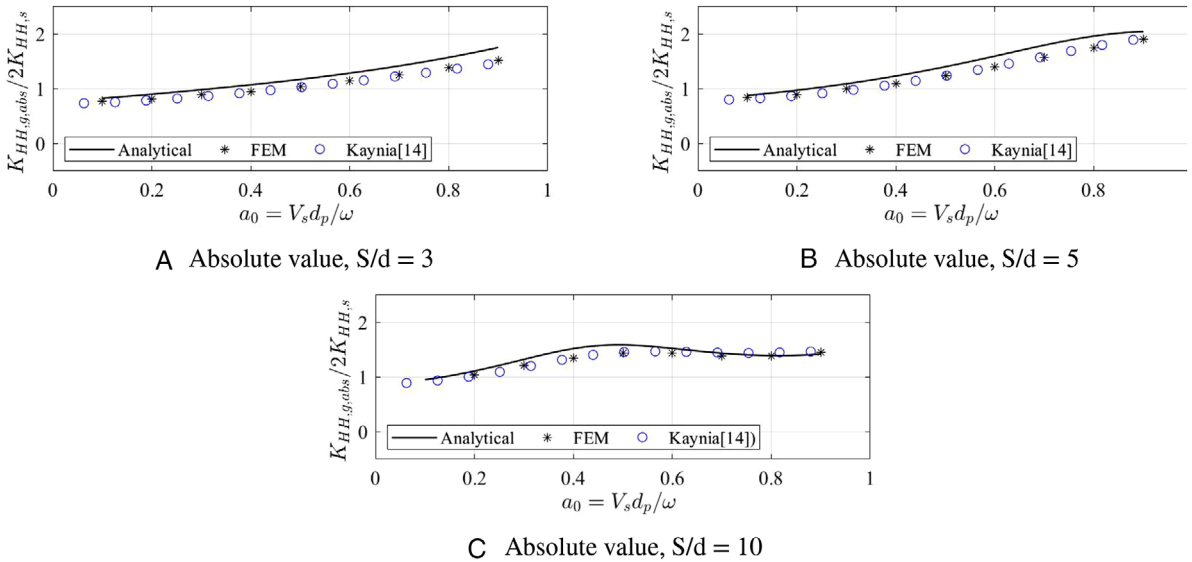 K_{HH,g,abs}/2K_{HH,s}
2
1
0
Analytical FEM Kaynia[14]
0 0.2 0.4 0.6 0.8 1
a_0 = V_s d_p/ω
A Absolute value, S/d = 3
K_{HH,g,abs}/2K_{HH,s}
2
1
0
Analytical FEM Kaynia[14]
0 0.2 0.4 0.6 0.8
a_0 = V_s d_p/ω
B Absolute value, S/d = 5
K_{HH,g,abs}/2K_{HH,s}
2
1
0
Analytical FEM Kaynia[14])
0 0.2 0.4 0.6 0.8 1
a_0 = V_s d_p/ω
C Absolute value, S/d = 10